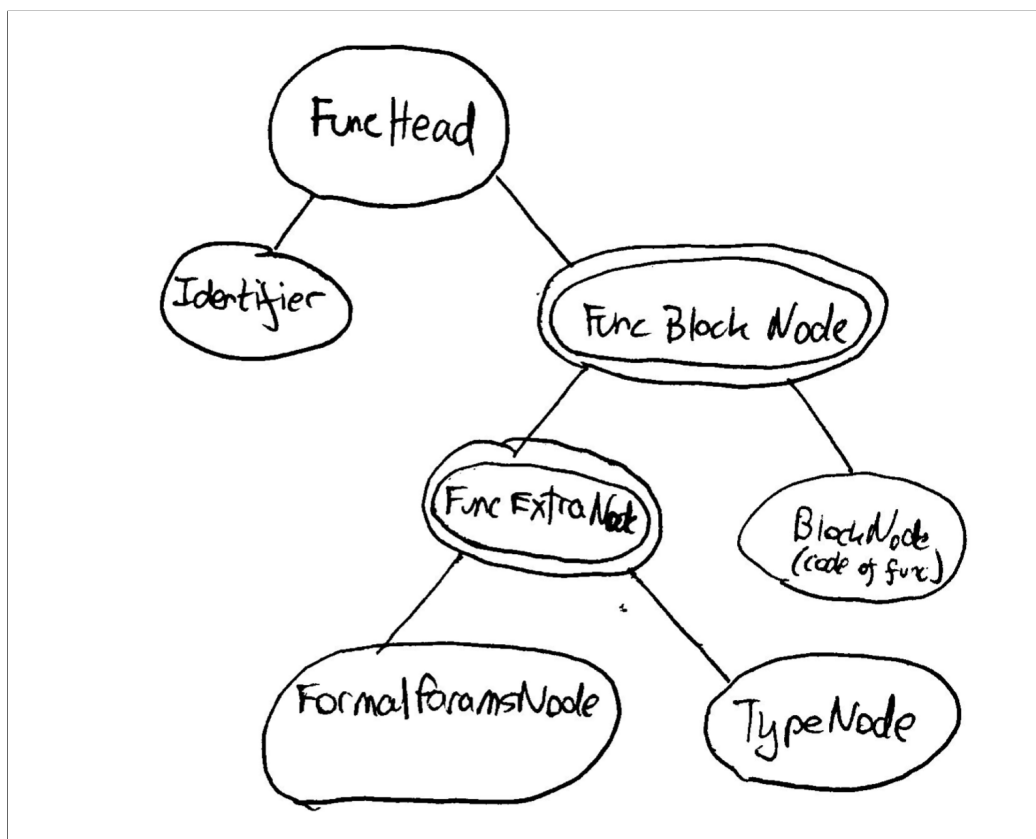 FuncHead
Identifier
Func Block Node
Func ExtraNode
BlockNode
(code of func)
FormalParamsNode
TypeNode